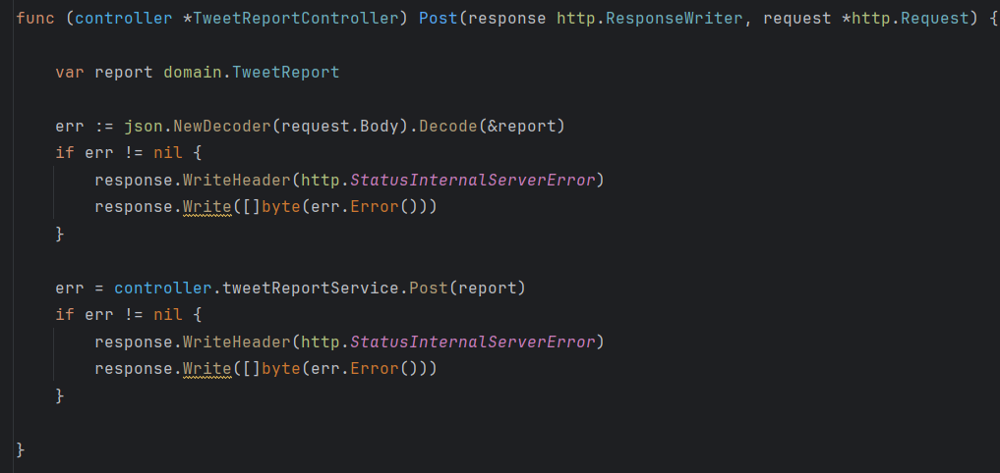 func (controller *TweetReportController) Post(response http.ResponseWriter, request *http.Request) {
var report domain.TweetReport
err := json.NewDecoder(request.Body).Decode(&report)
if err != nil {
response.WriteHeader(http.StatusInternalServerError)
response.Write([]byte(err.Error()))
}
err = controller.tweetReportService.Post(report)
if err != nil {
response.WriteHeader(http.StatusInternalServerError)
response.Write([]byte(err.Error()))
}
}